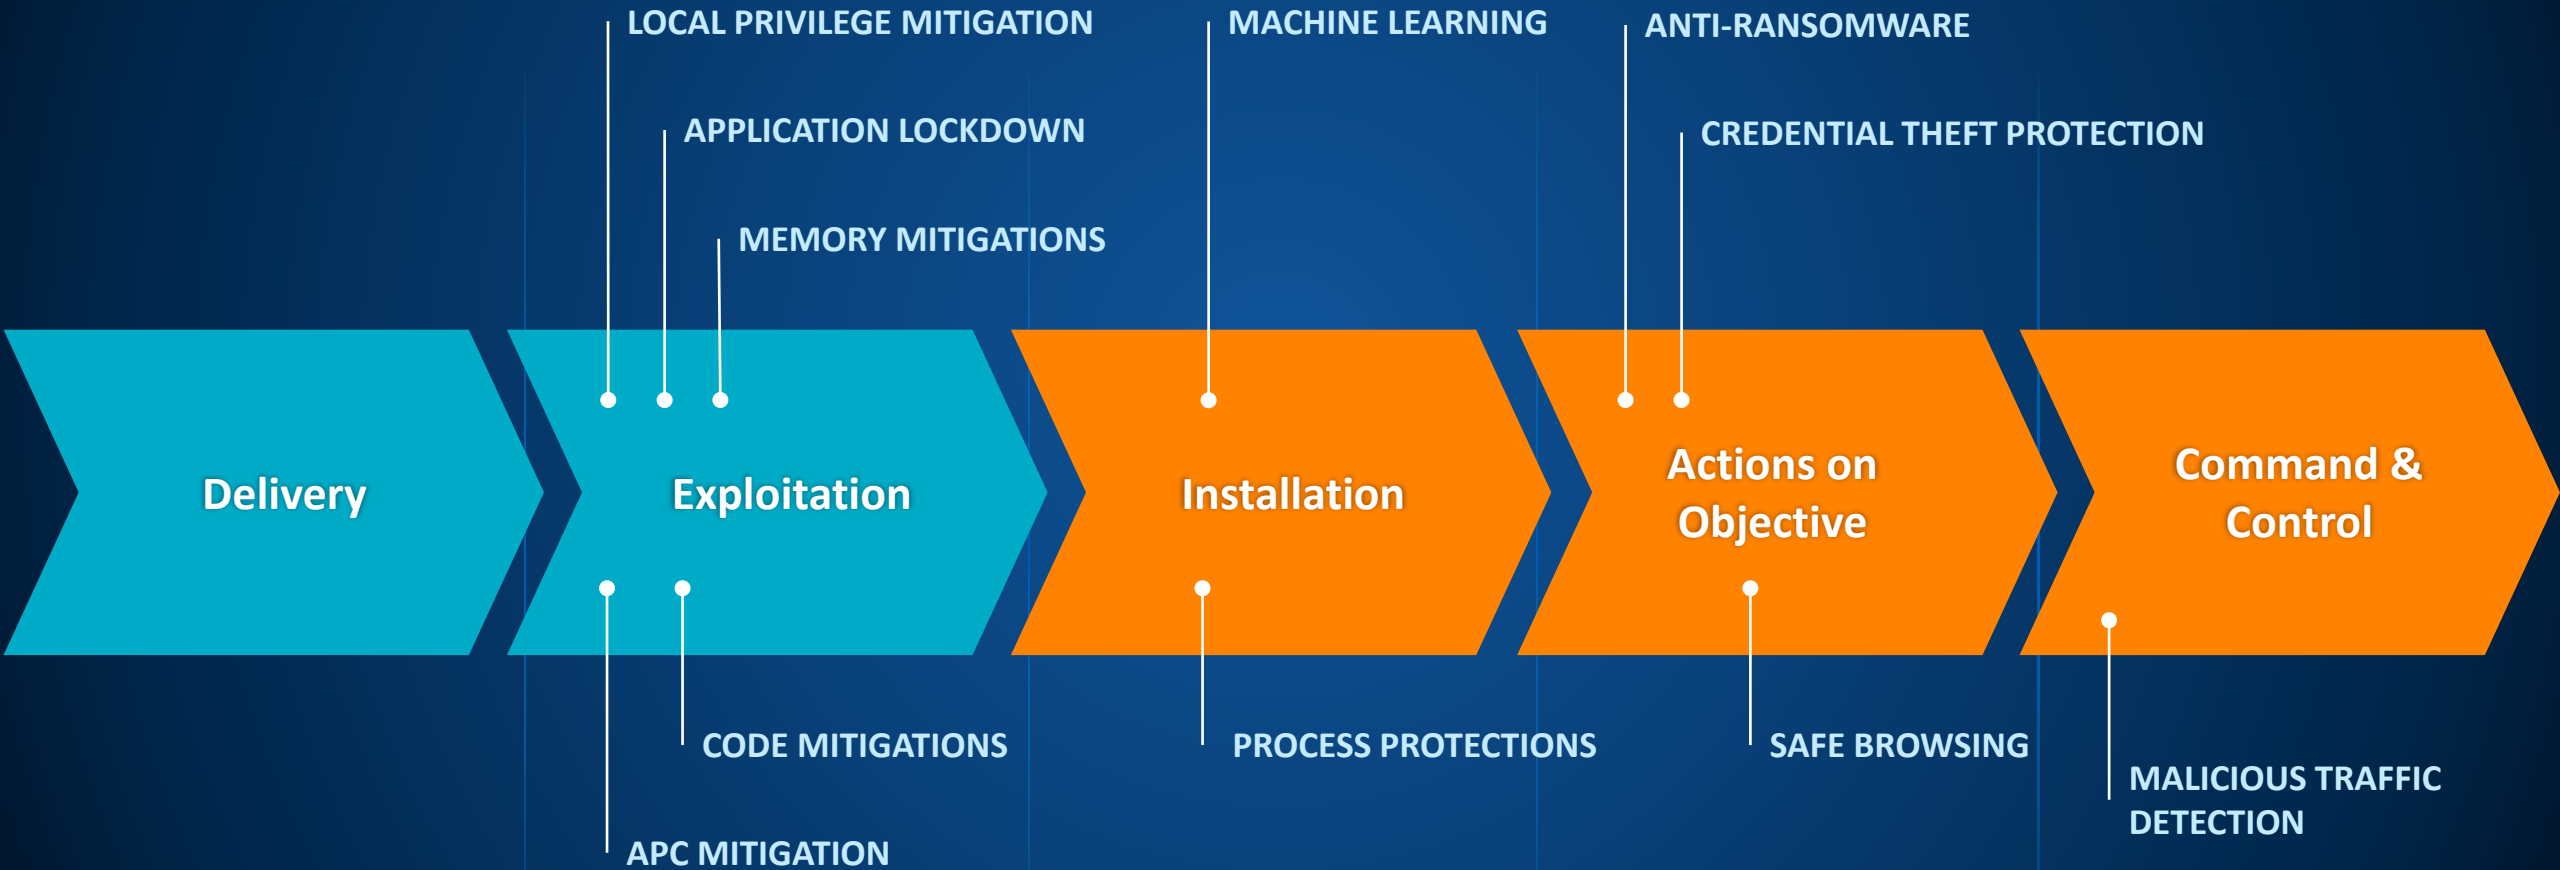 LOCAL PRIVILEGE MITIGATION
MACHINE LEARNING
ANTI-RANSOMWARE
APPLICATION LOCKDOWN
CREDENTIAL THEFT PROTECTION
MEMORY MITIGATIONS
Delivery
Exploitation
Installation
Actions on
Objective
Command &
Control
CODE MITIGATIONS
PROCESS PROTECTIONS
SAFE BROWSING
MALICIOUS TRAFFIC
DETECTION
APC MITIGATION